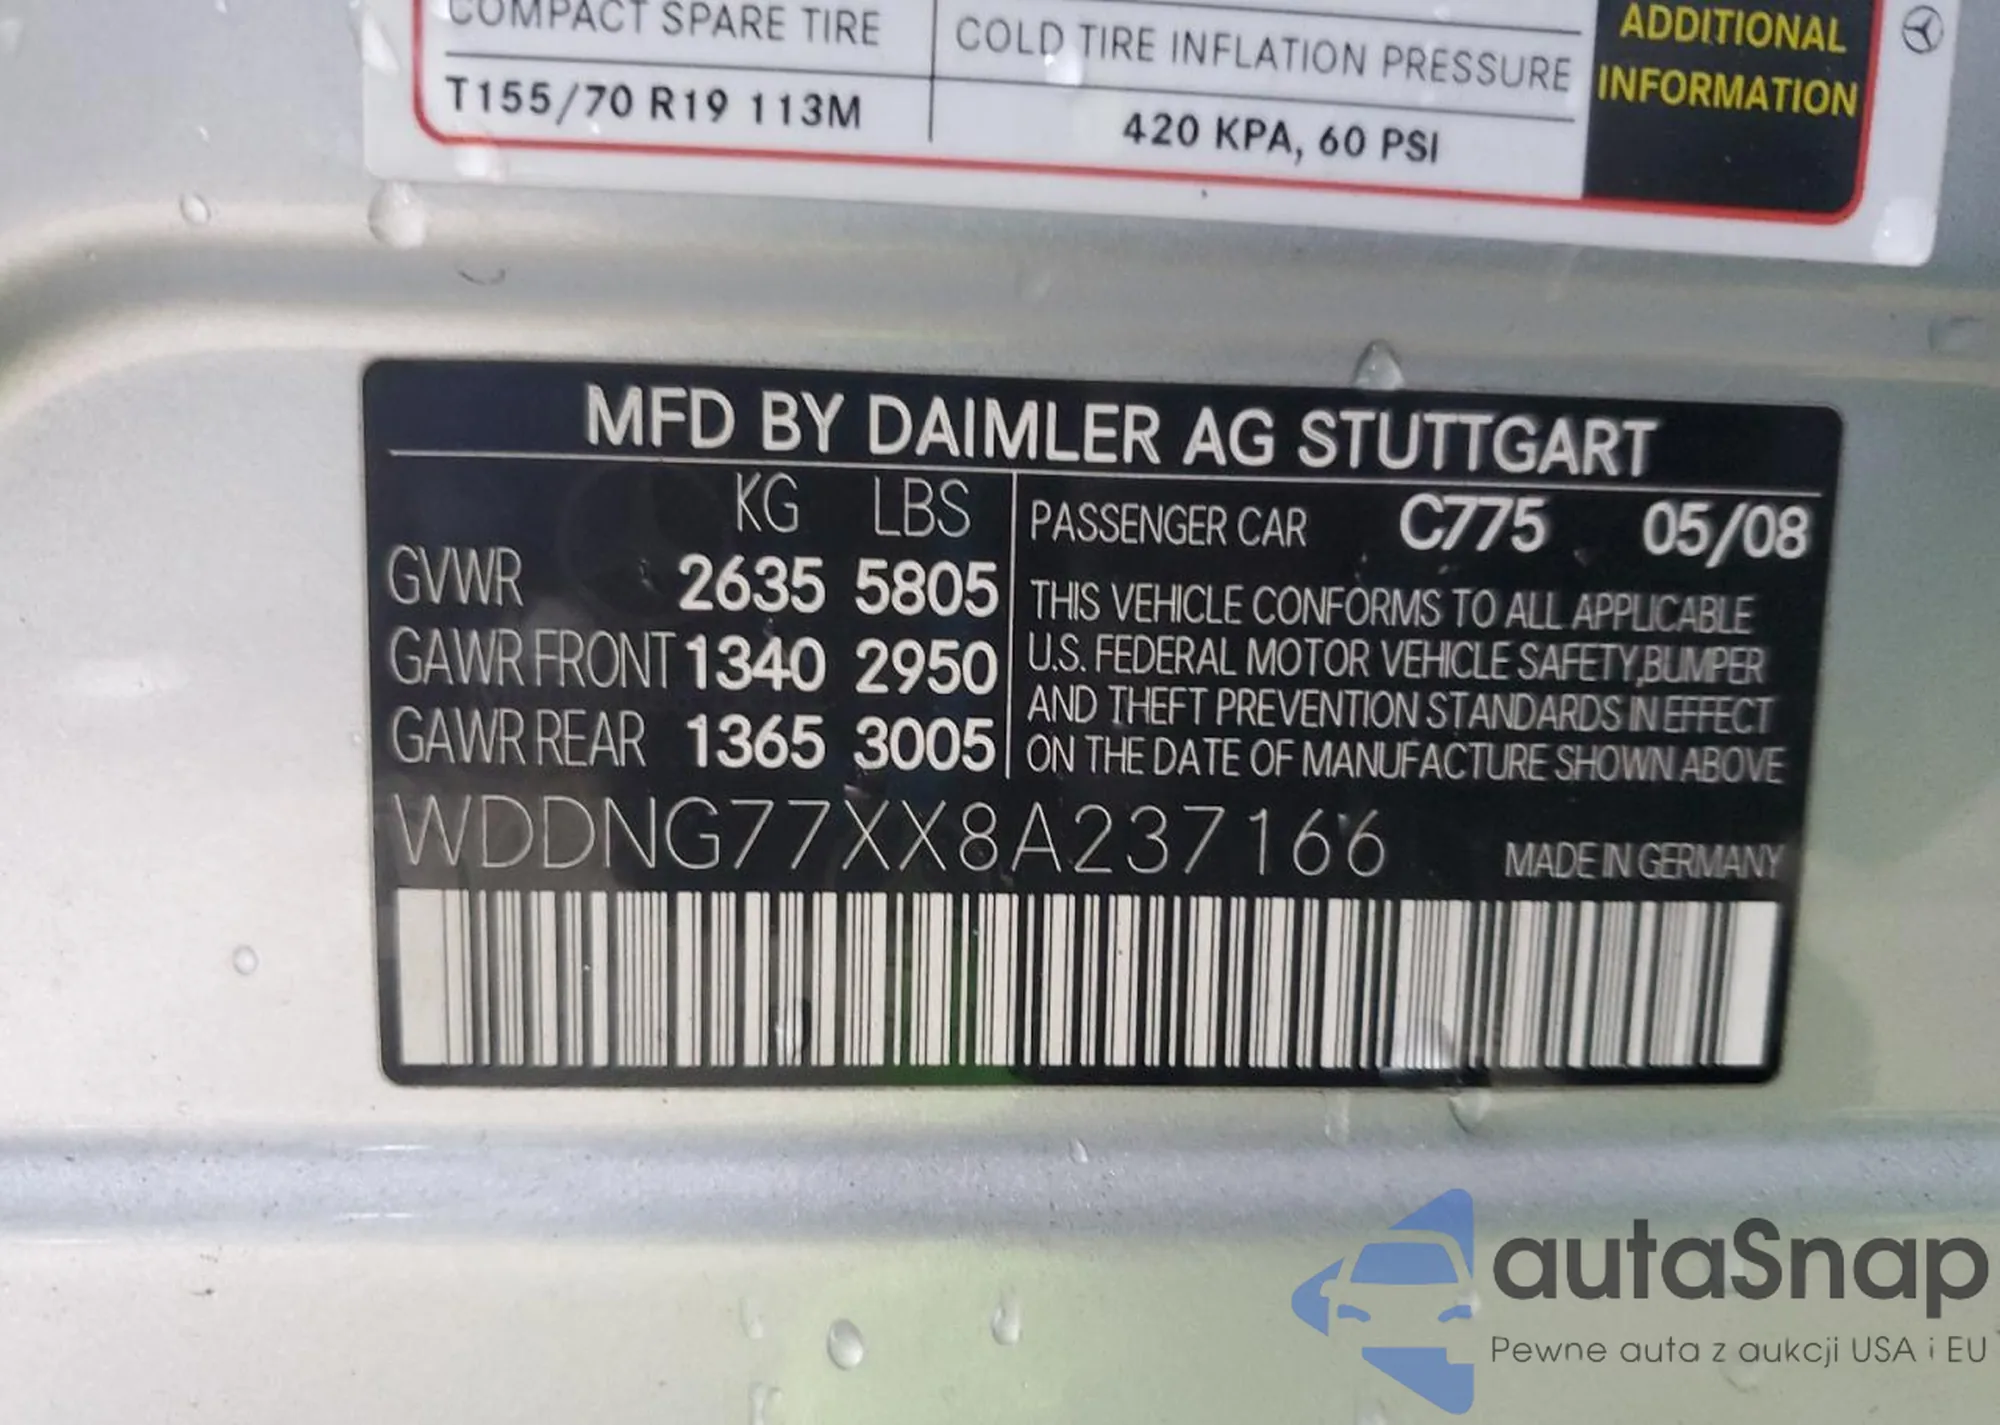 COMPACT SPARE TIRE
COLD TIRE INFLATION PRESSURE
T155/70 R19 113M
420 KPA, 60 PSI
ADDITIONAL
INFORMATION
MFD BY DAIMLER AG STUTTGART
KG LBS
GVWR 2635 5805
GAWR FRONT 1340 2950
GAWR REAR 1365 3005
PASSENGER CAR C775 05/08
THIS VEHICLE CONFORMS TO ALL APPLICABLE
U.S. FEDERAL MOTOR VEHICLE SAFETY,BUMPER
AND THEFT PREVENTION STANDARDS IN EFFECT
ON THE DATE OF MANUFACTURE SHOWN ABOVE
WDDNG77XX8A237166
MADE IN GERMANY
autaSnap
Pewne auta z aukcji USA i EU